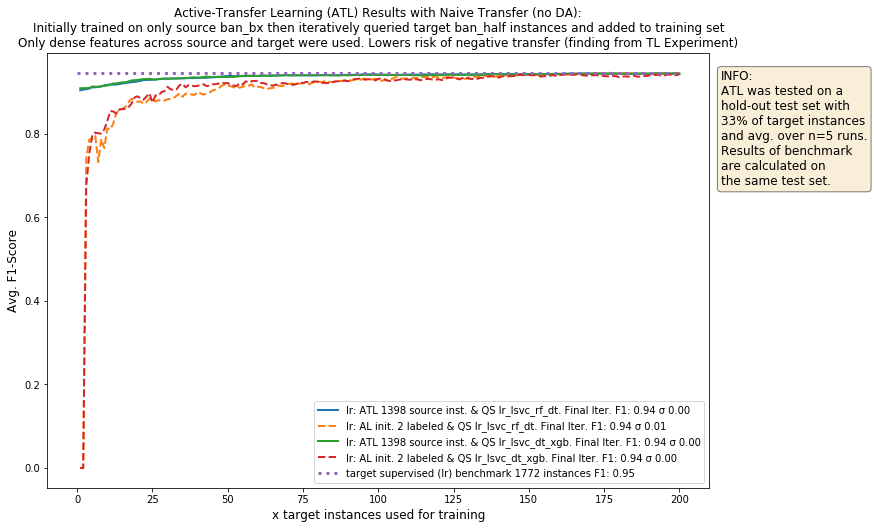 Active-Transfer Learning (ATL) Results with Naive Transfer (no DA):
Initially trained on only source ban_bx then iteratively queried target ban_half instances and added to training set
Only dense features across source and target were used. Lowers risk of negative transfer (finding from TL Experiment)
INFO:
ATL was tested on a
hold-out test set with
33% of target instances
and avg. over n=5 runs.
Results of benchmark
are calculated on
the same test set.
Avg. F1-Score
0.8
0.6
0.4
0.2
0.0
lr: ATL 1398 source inst. & QS lr_lsvc_rf_dt. Final Iter. F1: 0.94 σ 0.00
lr: AL init. 2 labeled & QS lr_lsvc_rf_dt. Final Iter. F1: 0.94 σ 0.01
lr: ATL 1398 source inst. & QS lr_lsvc_dt_xgb. Final Iter. F1: 0.94 σ 0.00
lr: AL init. 2 labeled & QS lr_lsvc_dt_xgb. Final Iter. F1: 0.94 σ 0.00
target supervised (lr) benchmark 1772 instances F1: 0.95
0 25 50 75 100 125 150 175 200
x target instances used for training